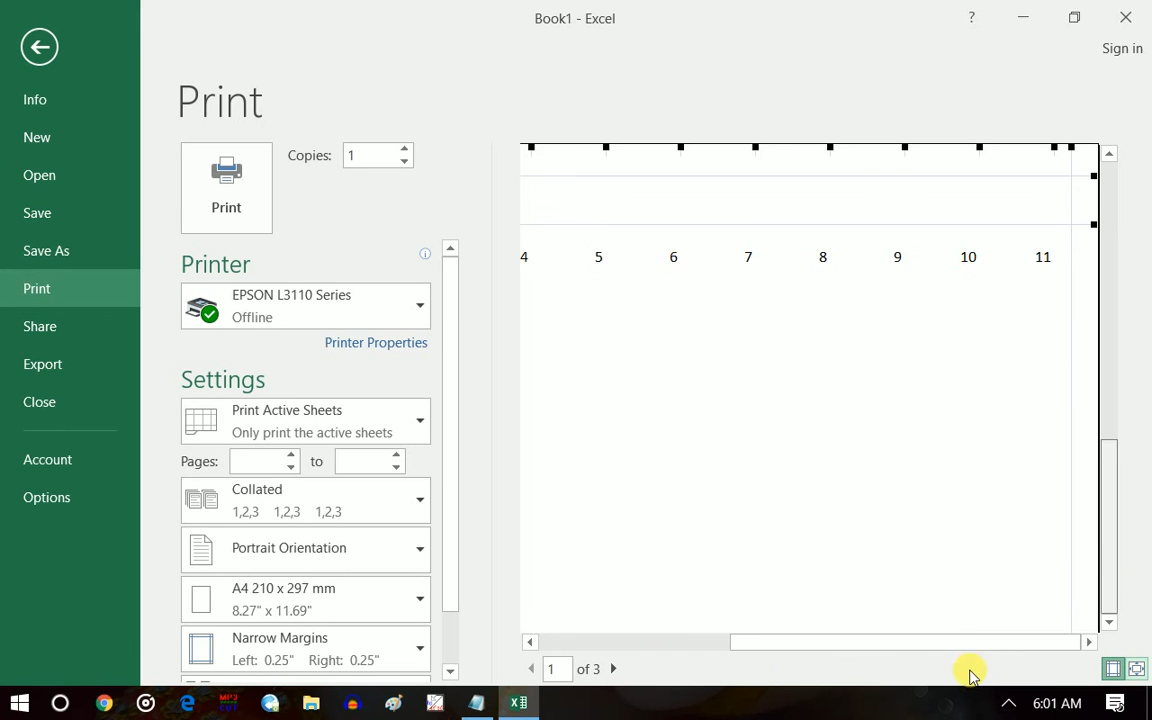 Book1 - Excel
?
Sign in
Info
New
Open
Save
Save As
Print
Share
Export
Close
Account
Options
Print
Print
Copies: 1
Printer
EPSON L3110 Series
Offline
Printer Properties
Settings
Print Active Sheets
Only print the active sheets
Pages: to
Collated
1,2,3 1,2,3 1,2,3
Portrait Orientation
A4 210 x 297 mm
8.27" x 11.69"
Narrow Margins
Left: 0.25" Right: 0.25"
4 5 6 7 8 9 10 11
1 of 3
MP3
CUT
6:01 AM